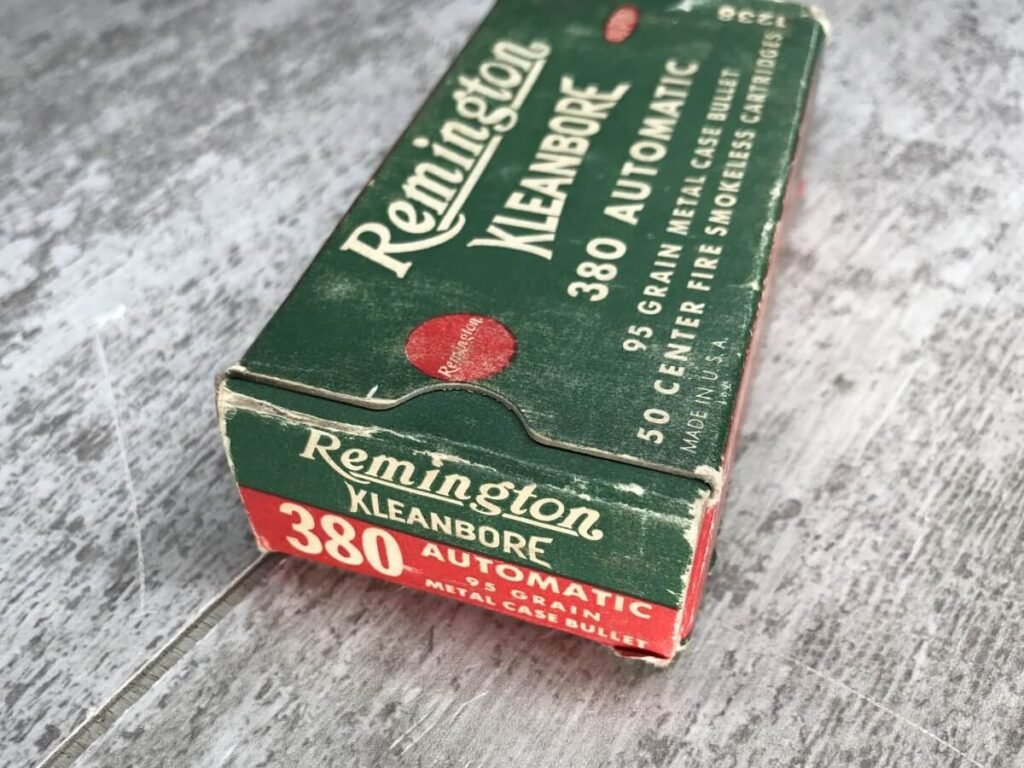 Remington
KLEANBORE
380 AUTOMATIC
95 GRAIN METAL CASE BULLET
50 CENTER FIRE SMOKELESS CARTRIDGES
MADE IN U.S.A.
Remington
Remington
KLEANBORE
380 AUTOMATIC
95 GRAIN
METAL CASE BULLET